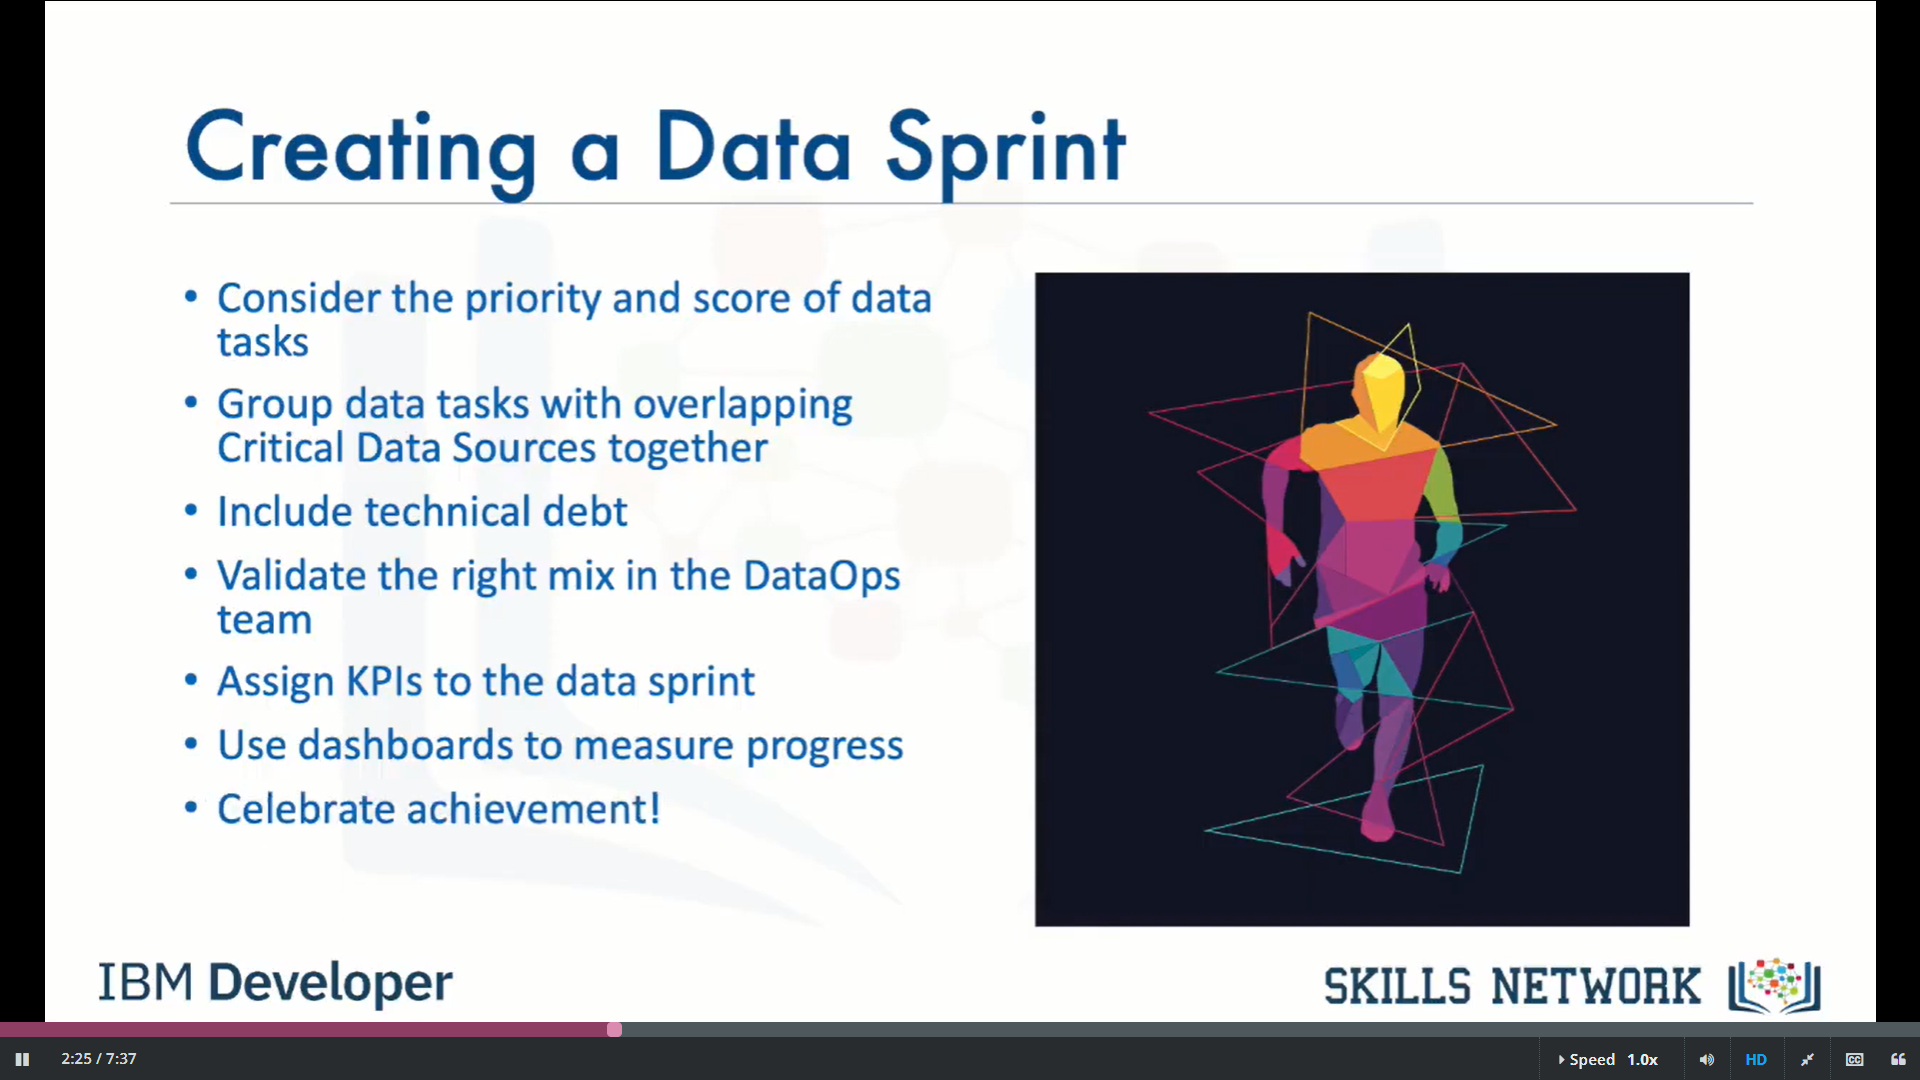 Creating a Data Sprint
• Consider the priority and score of data
tasks
• Group data tasks with overlapping
Critical Data Sources together
• Include technical debt
• Validate the right mix in the DataOps
team
• Assign KPIs to the data sprint
• Use dashboards to measure progress
• Celebrate achievement!
IBM Developer
SKILLS NETWORK
2:25 / 7:37
Speed 1.0x
HD
CC